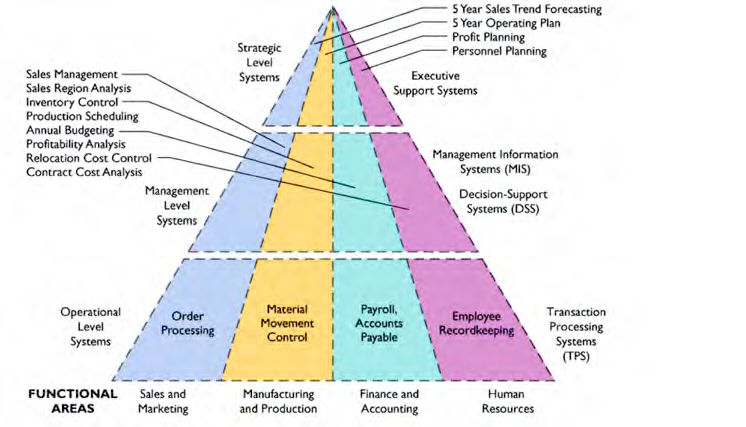 5 Year Sales Trend Forecasting
5 Year Operating Plan
Profit Planning
Personnel Planning
Strategic
Level
Systems
Executive
Support Systems
Sales Management
Sales Region Analysis
Inventory Control
Production Scheduling
Annual Budgeting
Profitability Analysis
Relocation Cost Control
Contract Cost Analysis
Management
Level
Systems
Management Information
Systems (MIS)
Decision-Support
Systems (DSS)
Operational
Level
Systems
Order
Processing
Material
Movement
Control
Payroll,
Accounts
Payable
Employee
Recordkeeping
Transaction
Processing
Systems
(TPS)
FUNCTIONAL
AREAS
Sales and
Marketing
Manufacturing
and Production
Finance and
Accounting
Human
Resources